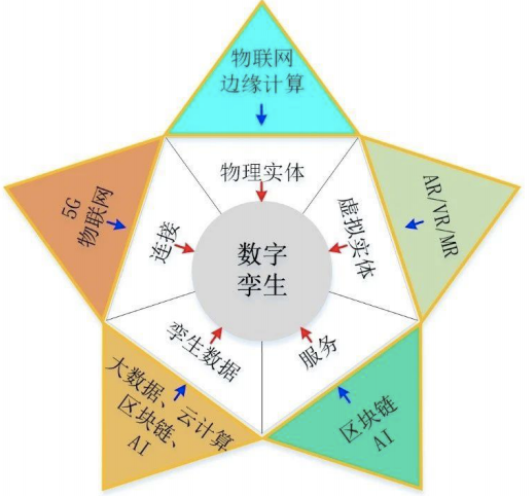 物联网
边缘计算
物理实体
5G
物联网
连接
数字
孪生
虚拟实体
AR/VR/MR
孪生数据
服务
大数据、云计算
区块链、
AI
区块链
AI